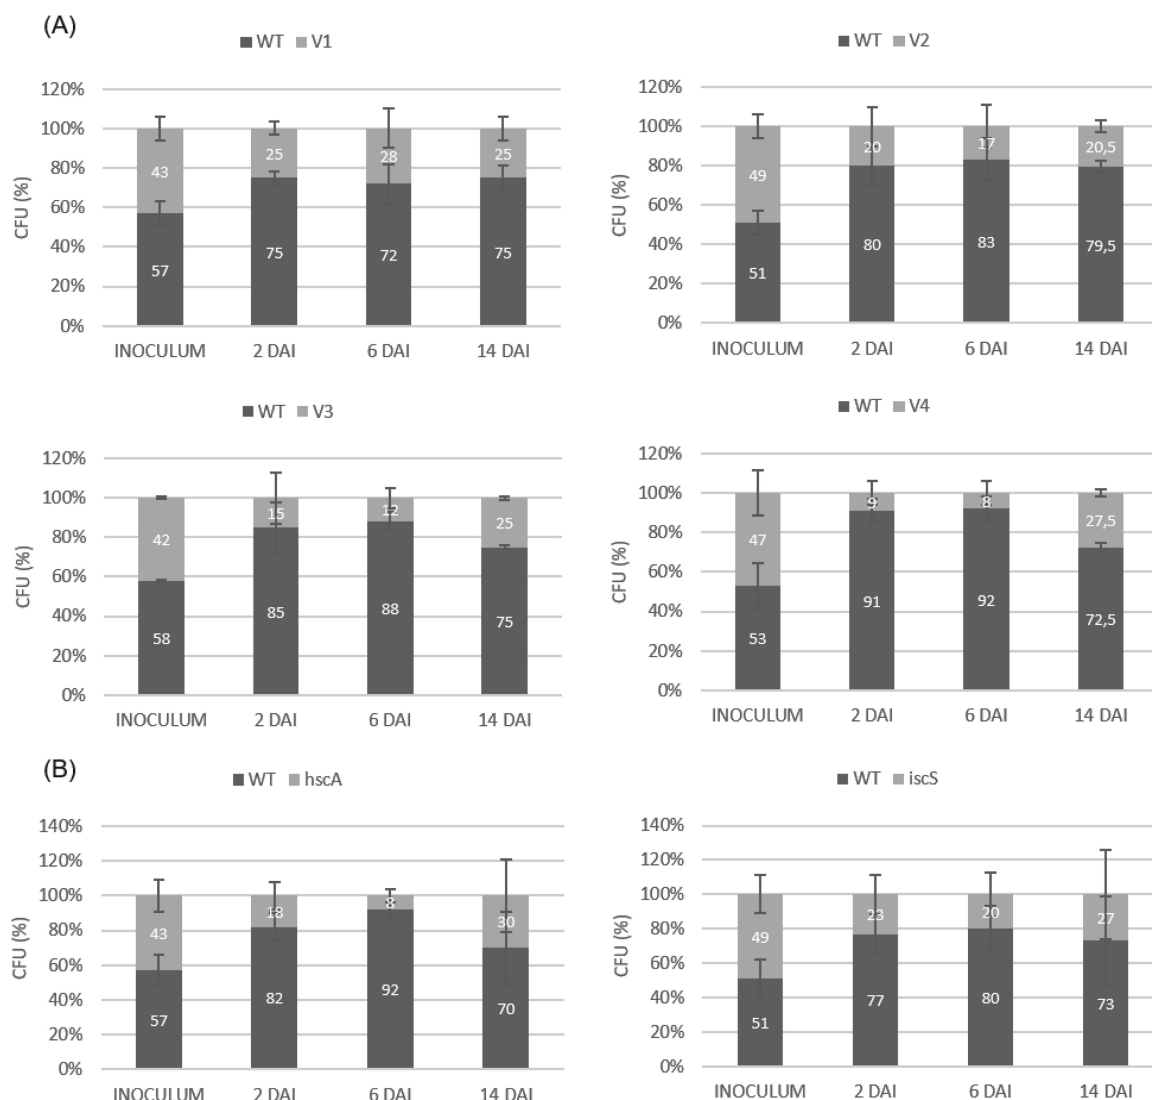 (A)
WT V1
120%
100%
80%
60%
40%
20%
0%
CFU (%)
43 25 28 25
57 75 72 75
INOCULUM 2 DAI 6 DAI 14 DAI
WT V2
120%
100%
80%
60%
40%
20%
0%
CFU (%)
49 20 17 20,5
51 80 83 79,5
INOCULUM 2 DAI 6 DAI 14 DAI
WT V3
120%
100%
80%
60%
40%
20%
0%
CFU (%)
42 15 12 25
58 85 88 75
INOCULUM 2 DAI 6 DAI 14 DAI
WT V4
120%
100%
80%
60%
40%
20%
0%
CFU (%)
47 9 8 27,5
53 91 92 72,5
INOCULUM 2 DAI 6 DAI 14 DAI
(B)
WT hscA
140%
120%
100%
80%
60%
40%
20%
0%
CFU (%)
43 18 8 30
57 82 92 70
INOCULUM 2 DAI 6 DAI 14 DAI
WT iscS
140%
120%
100%
80%
60%
40%
20%
0%
CFU (%)
49 23 20 27
51 77 80 73
INOCULUM 2 DAI 6 DAI 14 DAI